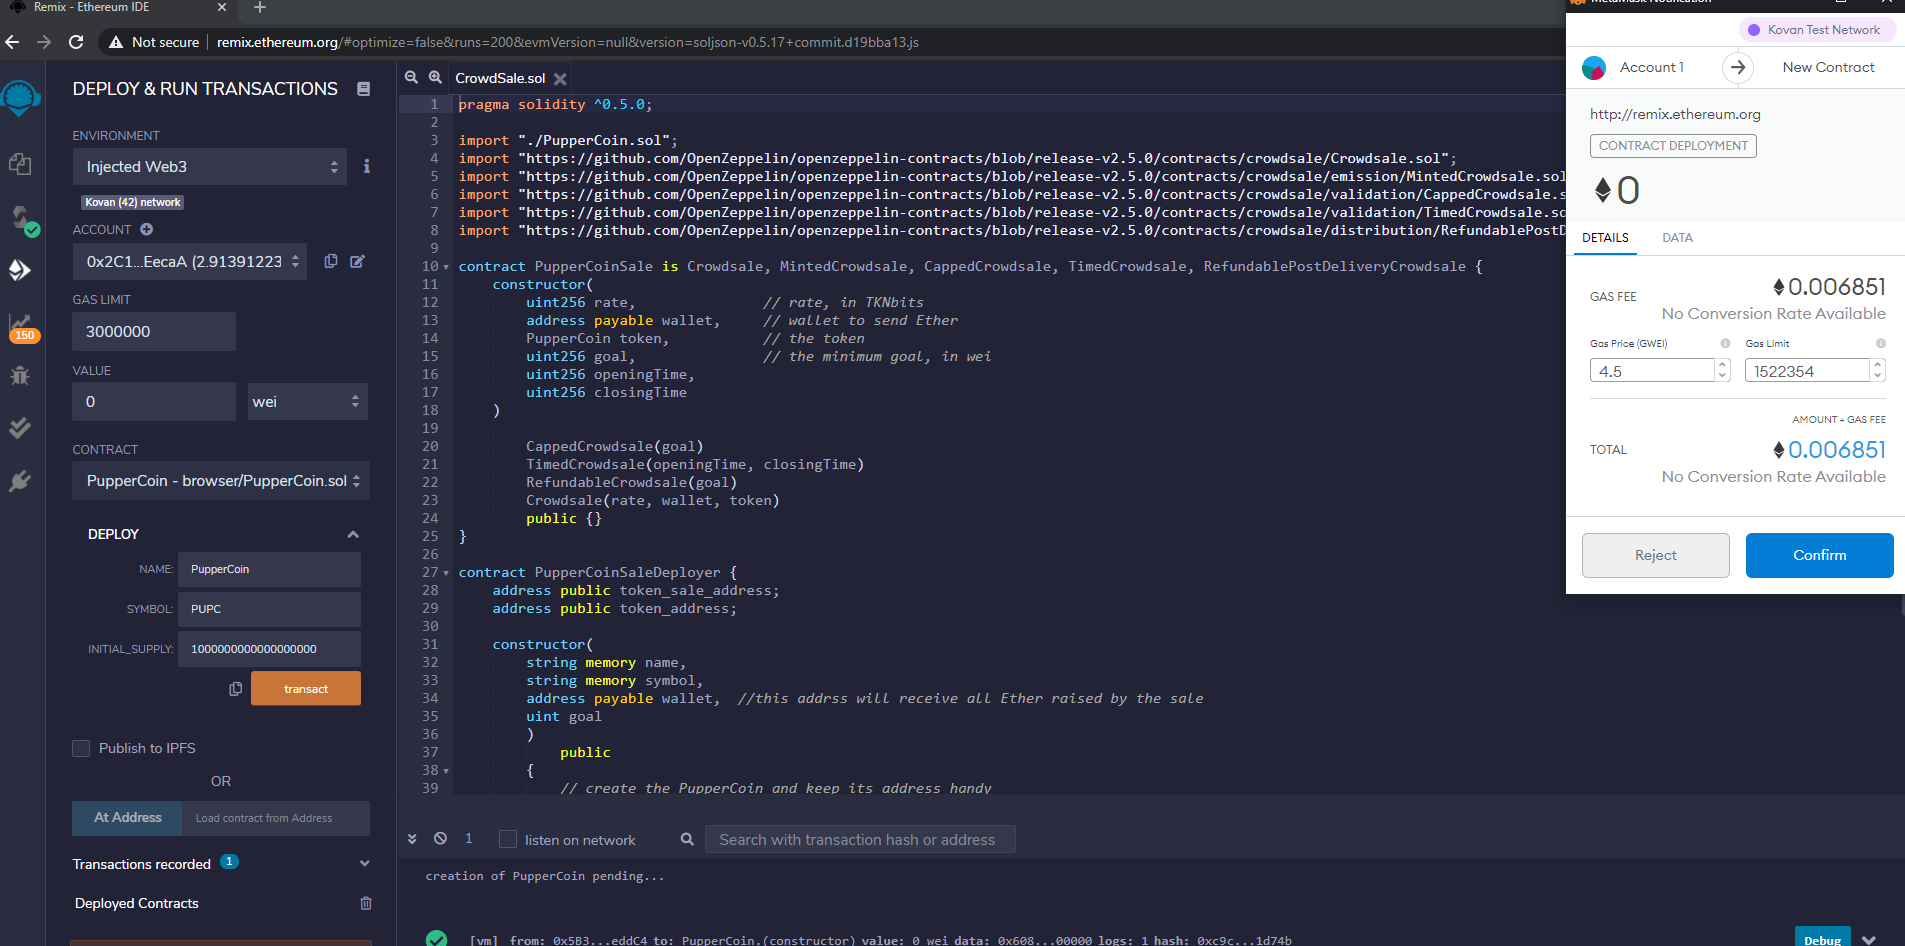 Remix - Ethereum IDE
Not secure
remix.ethereum.org/#optimize=false&runs=200&evmVersion=null&version=soljson-v0.5.17+commit.d19bba13.js
DEPLOY & RUN TRANSACTIONS
ENVIRONMENT
Injected Web3
Kovan (42) network
ACCOUNT
0x2C1...EecaA (2.91391223
GAS LIMIT
3000000
150
VALUE
0
wei
CONTRACT
PupperCoin - browser/PupperCoin.sol
DEPLOY
NAME:
PupperCoin
SYMBOL:
PUPC
INITIAL_SUPPLY:
1000000000000000000
transact
Publish to IPFS
OR
At Address
Load contract from Address
Transactions recorded
1
Deployed Contracts
CrowdSale.sol
1 pragma solidity ^0.5.0;
2
3 import "./PupperCoin.sol";
4 import "https://github.com/OpenZeppelin/openzeppelin-contracts/blob/release-v2.5.0/contracts/crowdsale/Crowdsale.sol";
5 import "https://github.com/OpenZeppelin/openzeppelin-contracts/blob/release-v2.5.0/contracts/crowdsale/emission/MintedCrowdsale.sol
6 import "https://github.com/OpenZeppelin/openzeppelin-contracts/blob/release-v2.5.0/contracts/crowdsale/validation/CappedCrowdsale.s
7 import "https://github.com/OpenZeppelin/openzeppelin-contracts/blob/release-v2.5.0/contracts/crowdsale/validation/TimedCrowdsale.so
8 import "https://github.com/OpenZeppelin/openzeppelin-contracts/blob/release-v2.5.0/contracts/crowdsale/distribution/RefundablePostD
9
10 contract PupperCoinSale is Crowdsale, MintedCrowdsale, CappedCrowdsale, TimedCrowdsale, RefundablePostDeliveryCrowdsale {
11 constructor(
12 uint256 rate, // rate, in TKNbits
13 address payable wallet, // wallet to send Ether
14 PupperCoin token, // the token
15 uint256 goal, // the minimum goal, in wei
16 uint256 openingTime,
17 uint256 closingTime
18 )
19
20 CappedCrowdsale(goal)
21 TimedCrowdsale(openingTime, closingTime)
22 RefundableCrowdsale(goal)
23 Crowdsale(rate, wallet, token)
24 public {}
25 }
26
27 contract PupperCoinSaleDeployer {
28 address public token_sale_address;
29 address public token_address;
30
31 constructor(
32 string memory name,
33 string memory symbol,
34 address payable wallet, //this addrss will receive all Ether raised by the sale
35 uint goal
36 )
37 public
38 {
39 // create the PupperCoin and keep its address handy
1
listen on network
Search with transaction hash or address
creation of PupperCoin pending...
[vm] from: 0x5B3...eddC4 to: PupperCoin.(constructor) value: 0 wei data: 0x608...00000 logs: 1 hash: 0xc9c...1d74b
Debug
MetaMask Notification
Kovan Test Network
Account 1
New Contract
http://remix.ethereum.org
CONTRACT DEPLOYMENT
0
DETAILS
DATA
GAS FEE
0.006851
No Conversion Rate Available
Gas Price (GWEI)
Gas Limit
4.5
1522354
AMOUNT + GAS FEE
TOTAL
0.006851
No Conversion Rate Available
Reject
Confirm